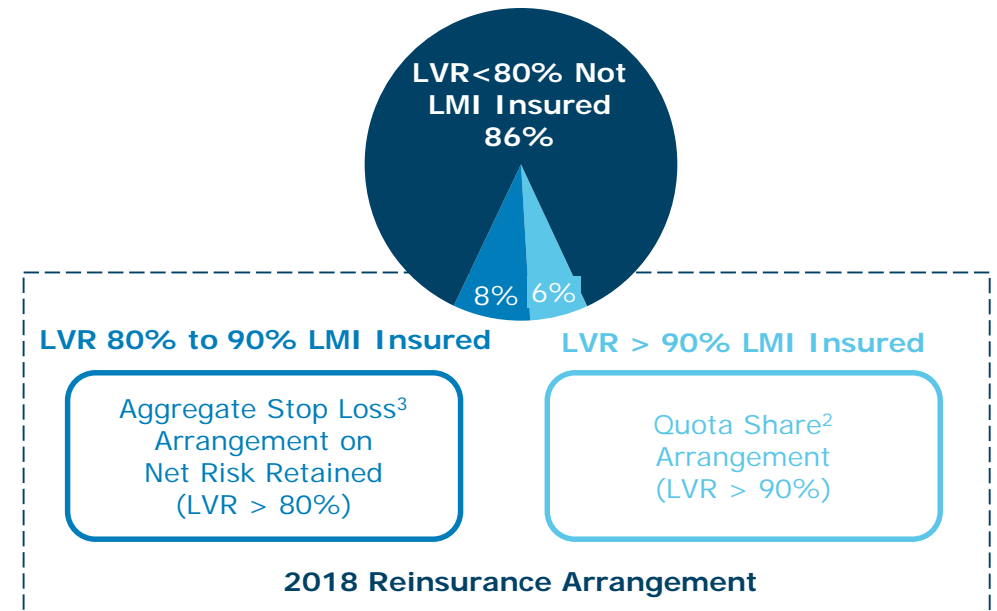 LVR<80% Not
LMI Insured
86%
8%
6%
LVR 80% to 90% LMI Insured
LVR > 90% LMI Insured
Aggregate Stop Loss³
Arrangement on
Net Risk Retained
(LVR > 80%)
Quota Share²
Arrangement
(LVR > 90%)
2018 Reinsurance Arrangement